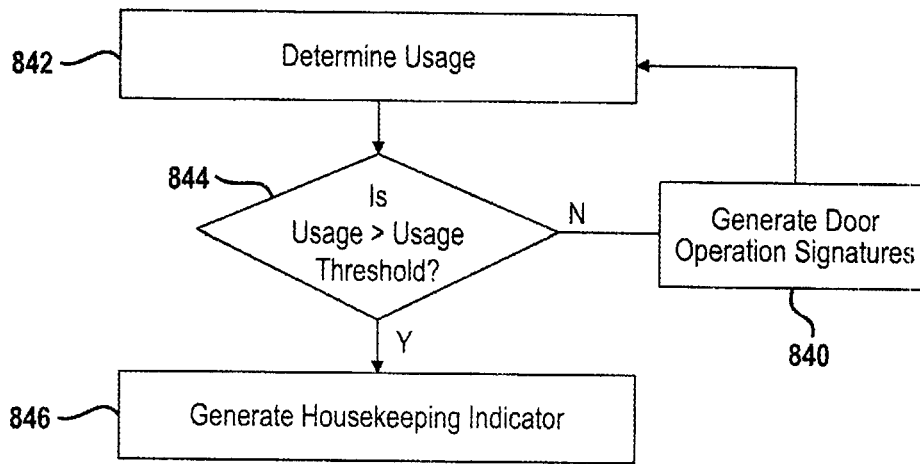 842
Determine Usage
844
Is
Usage > Usage
Threshold?
N
Generate Door
Operation Signatures
840
Y
846
Generate Housekeeping Indicator